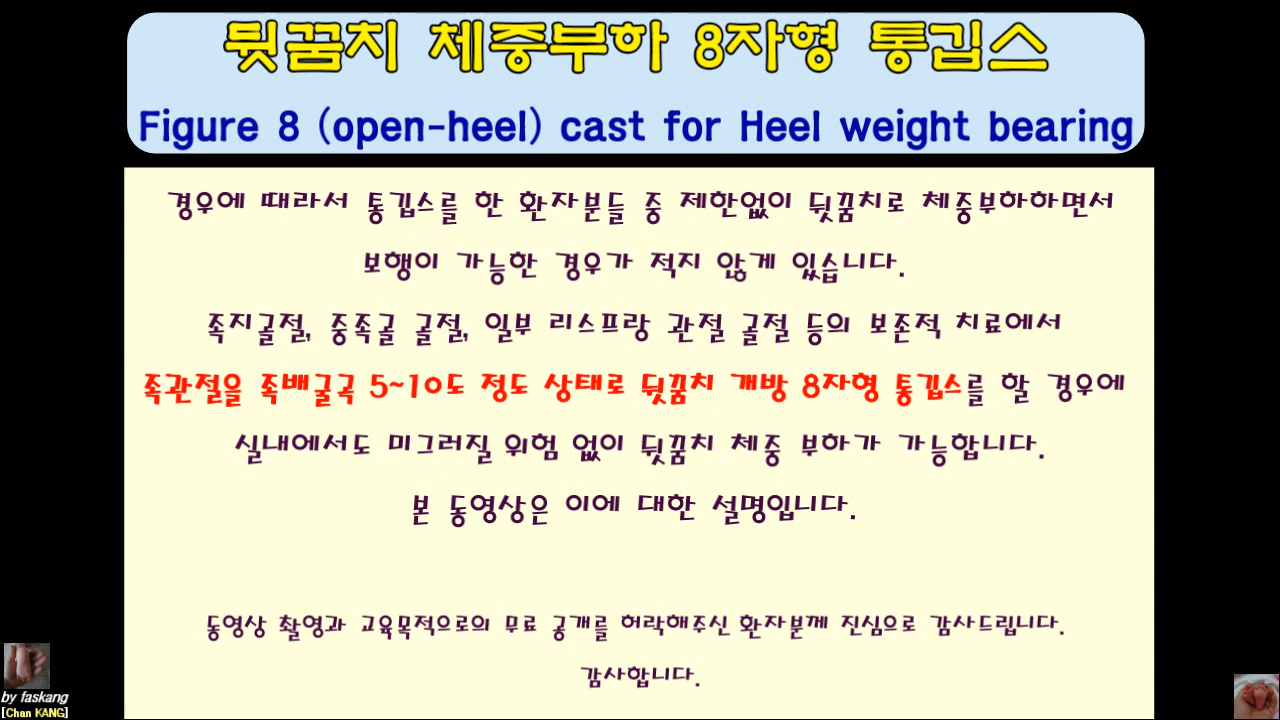 뒷꿈치 체중부하 8자형 통깁스
Figure 8 (open-heel) cast for Heel weight bearing
경우에 때라서 통깁스를 한 환자분들 중 제한없이 뒷꿈치로 체중부하하면서
보행이 가능한 경우가 적지 않게 있습니다.
족지골절, 중족골 골절, 일부 리스프랑 관절 골절 등의 보존적 치료에서
족관절을 족배굴곡 5~10도 정도 상태로 뒷꿈치 개방 8자형 통깁스를 할 경우에
실내에서도 미그러질 위험 없이 뒷꿈치 체중 부하가 가능합니다.
본 동영상은 이에 대한 설명입니다.
동영상 촬영과 교육목적으로의 무료 공개를 허락해주신 환자분께 진심으로 감사드립니다.
감사합니다.
by faskang
[Chan KANG]